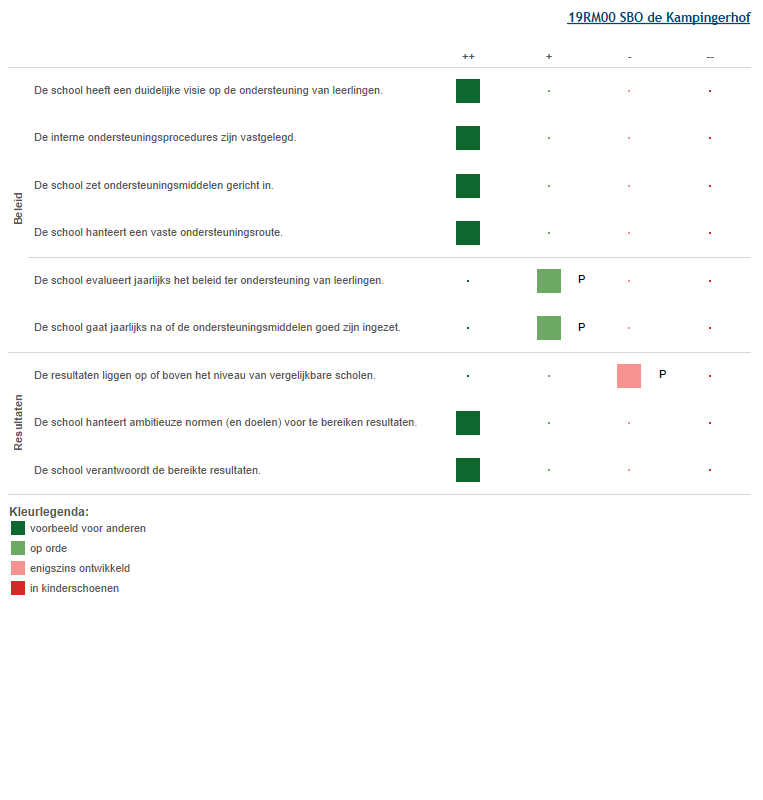 19RM00 SBO de Kampingerhof
++ + - --
Beleid
De school heeft een duidelijke visie op de ondersteuning van leerlingen.
De interne ondersteuningsprocedures zijn vastgelegd.
De school zet ondersteuningsmiddelen gericht in.
De school hanteert een vaste ondersteuningsroute.
De school evalueert jaarlijks het beleid ter ondersteuning van leerlingen. P
De school gaat jaarlijks na of de ondersteuningsmiddelen goed zijn ingezet. P
Resultaten
De resultaten liggen op of boven het niveau van vergelijkbare scholen. P
De school hanteert ambitieuze normen (en doelen) voor te bereiken resultaten.
De school verantwoordt de bereikte resultaten.
Kleurlegenda:
voorbeeld voor anderen
op orde
enigszins ontwikkeld
in kinderschoenen